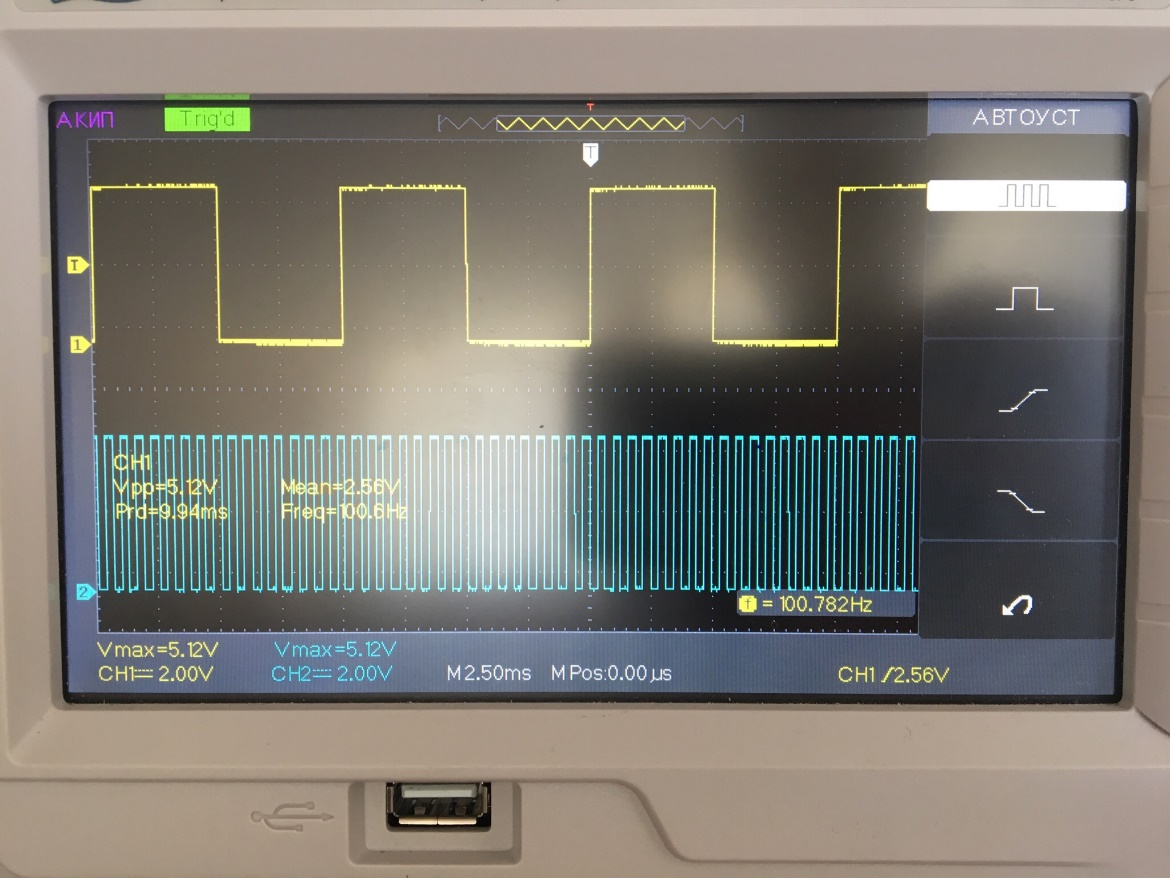 АКИП Trig'd T АВТОУСТ
T
T
1
CH1
Vpp=5.12V Mean=2.56V
Prd=9.94ms Freq=100.6Hz
2
f = 100.782Hz
Vmax=5.12V Vmax=5.12V
CH1 2.00V CH2 2.00V M 2.50ms M Pos:0.00µs CH1 /2.56V